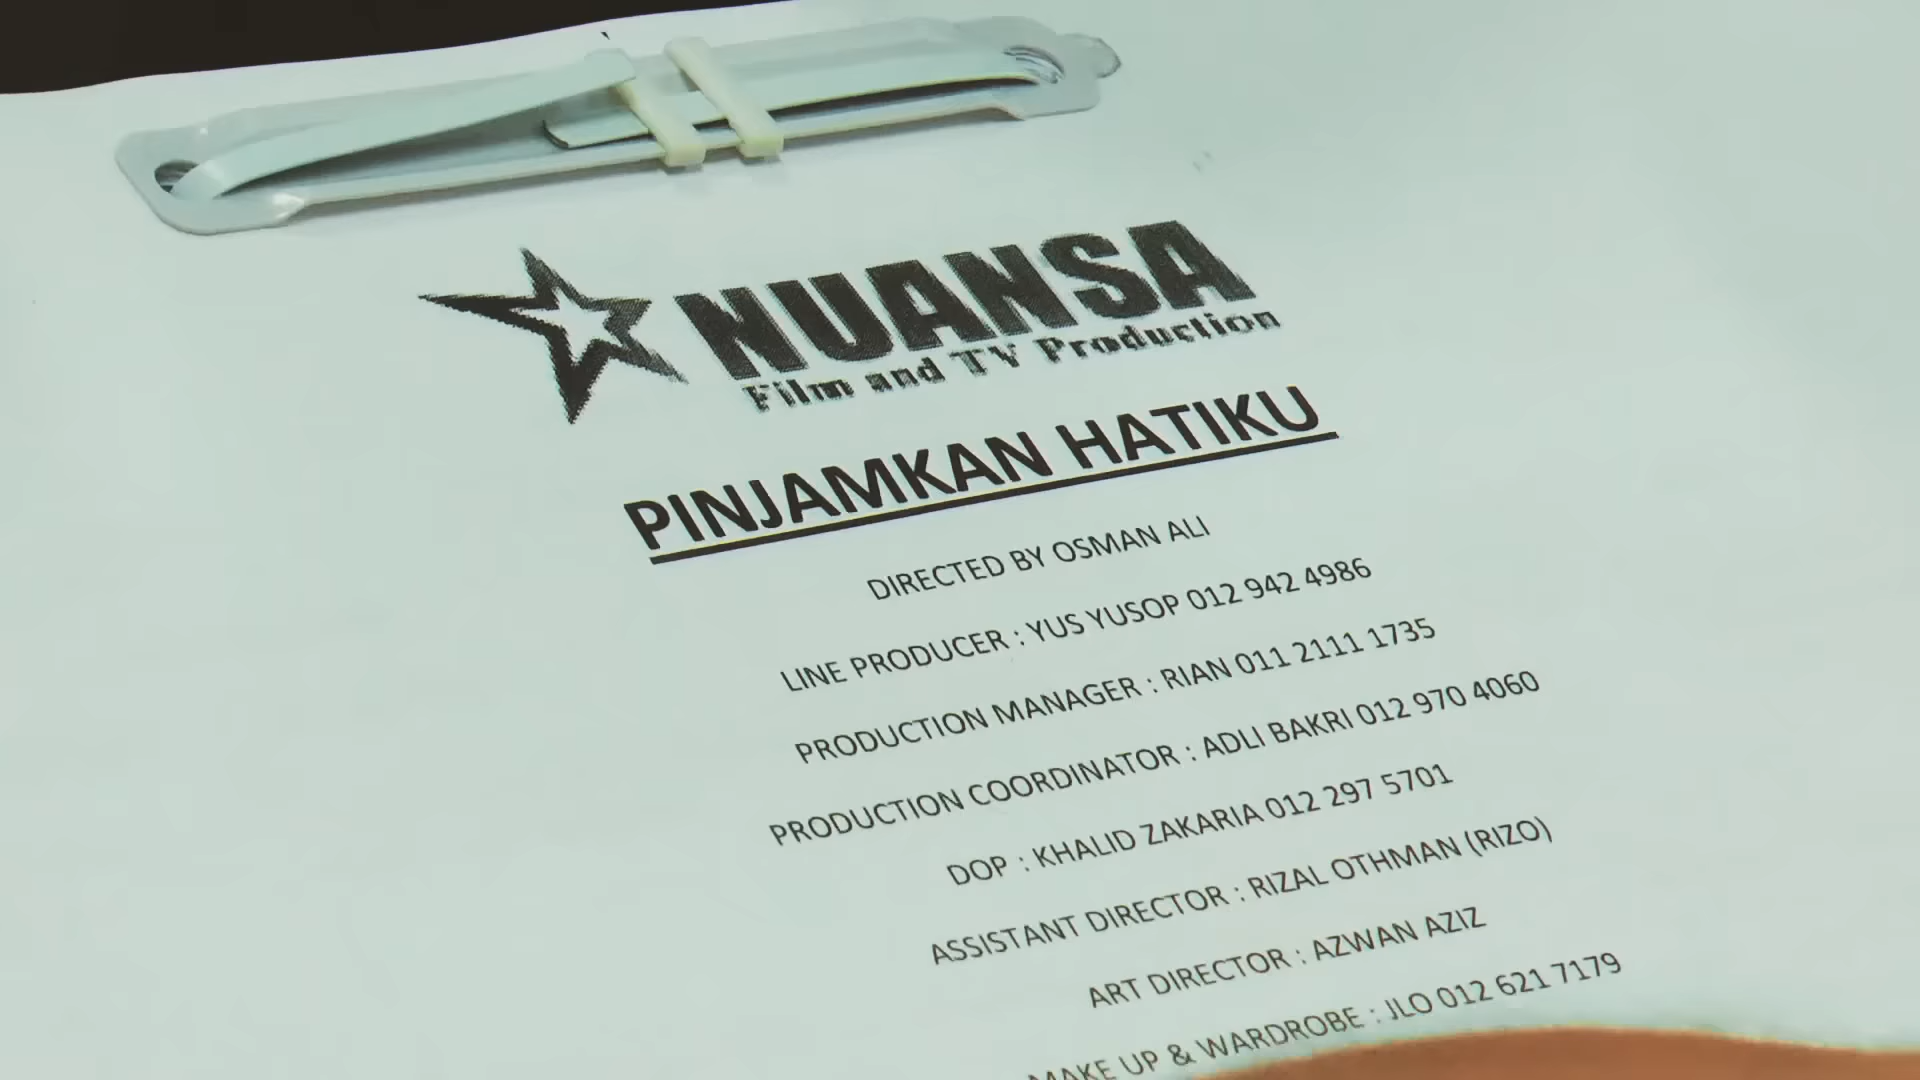 NUANSA
Film and TV Production
PINJAMKAN HATIKU
DIRECTED BY OSMAN ALI
LINE PRODUCER : YUS YUSOP 012 942 4986
PRODUCTION MANAGER : RIAN 011 2111 1735
PRODUCTION COORDINATOR : ADLI BAKRI 012 970 4060
DOP : KHALID ZAKARIA 012 297 5701
ASSISTANT DIRECTOR : RIZAL OTHMAN (RIZO)
ART DIRECTOR : AZWAN AZIZ
MAKE UP & WARDROBE : JLO 012 621 7179